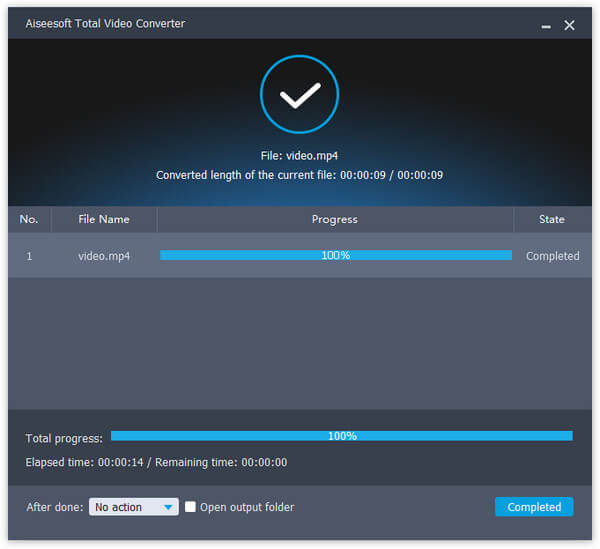 Aiseesoft Total Video Converter
File: video.mp4
Converted length of the current file: 00:00:09 / 00:00:09
No. File Name Progress State
1 video.mp4 100% Completed
Total progress: 100%
Elapsed time: 00:00:14 / Remaining time: 00:00:00
After done: No action Open output folder Completed